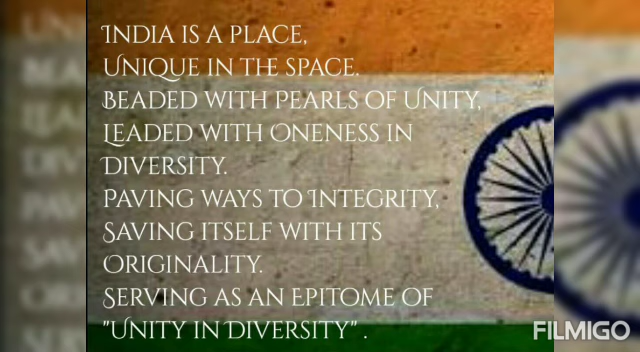 India is a place,
Unique in the space.
Beaded with pearls of Unity,
Leaded with Oneness in
Diversity.
Paving ways to Integrity,
Saving itself with its
Originality.
Serving as an Epitome of
"Unity in Diversity" .
FILMIGO